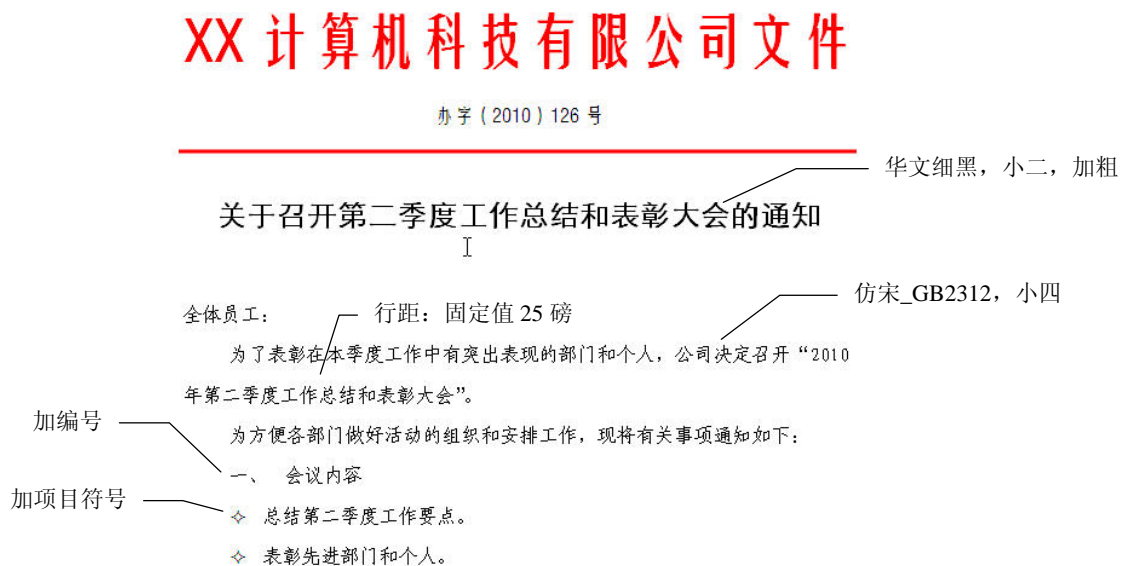 XX 计算机科技有限公司文件
办字（2010）126 号
华文细黑，小二，加粗
关于召开第二季度工作总结和表彰大会的通知
仿宋_GB2312，小四
全体员工：
行距：固定值 25 磅
为了表彰在本季度工作中有突出表现的部门和个人，公司决定召开“2010
年第二季度工作总结和表彰大会”。
加编号
为方便各部门做好活动的组织和安排工作，现将有关事项通知如下：
一、 会议内容
加项目符号
✧ 总结第二季度工作要点。
✧ 表彰先进部门和个人。